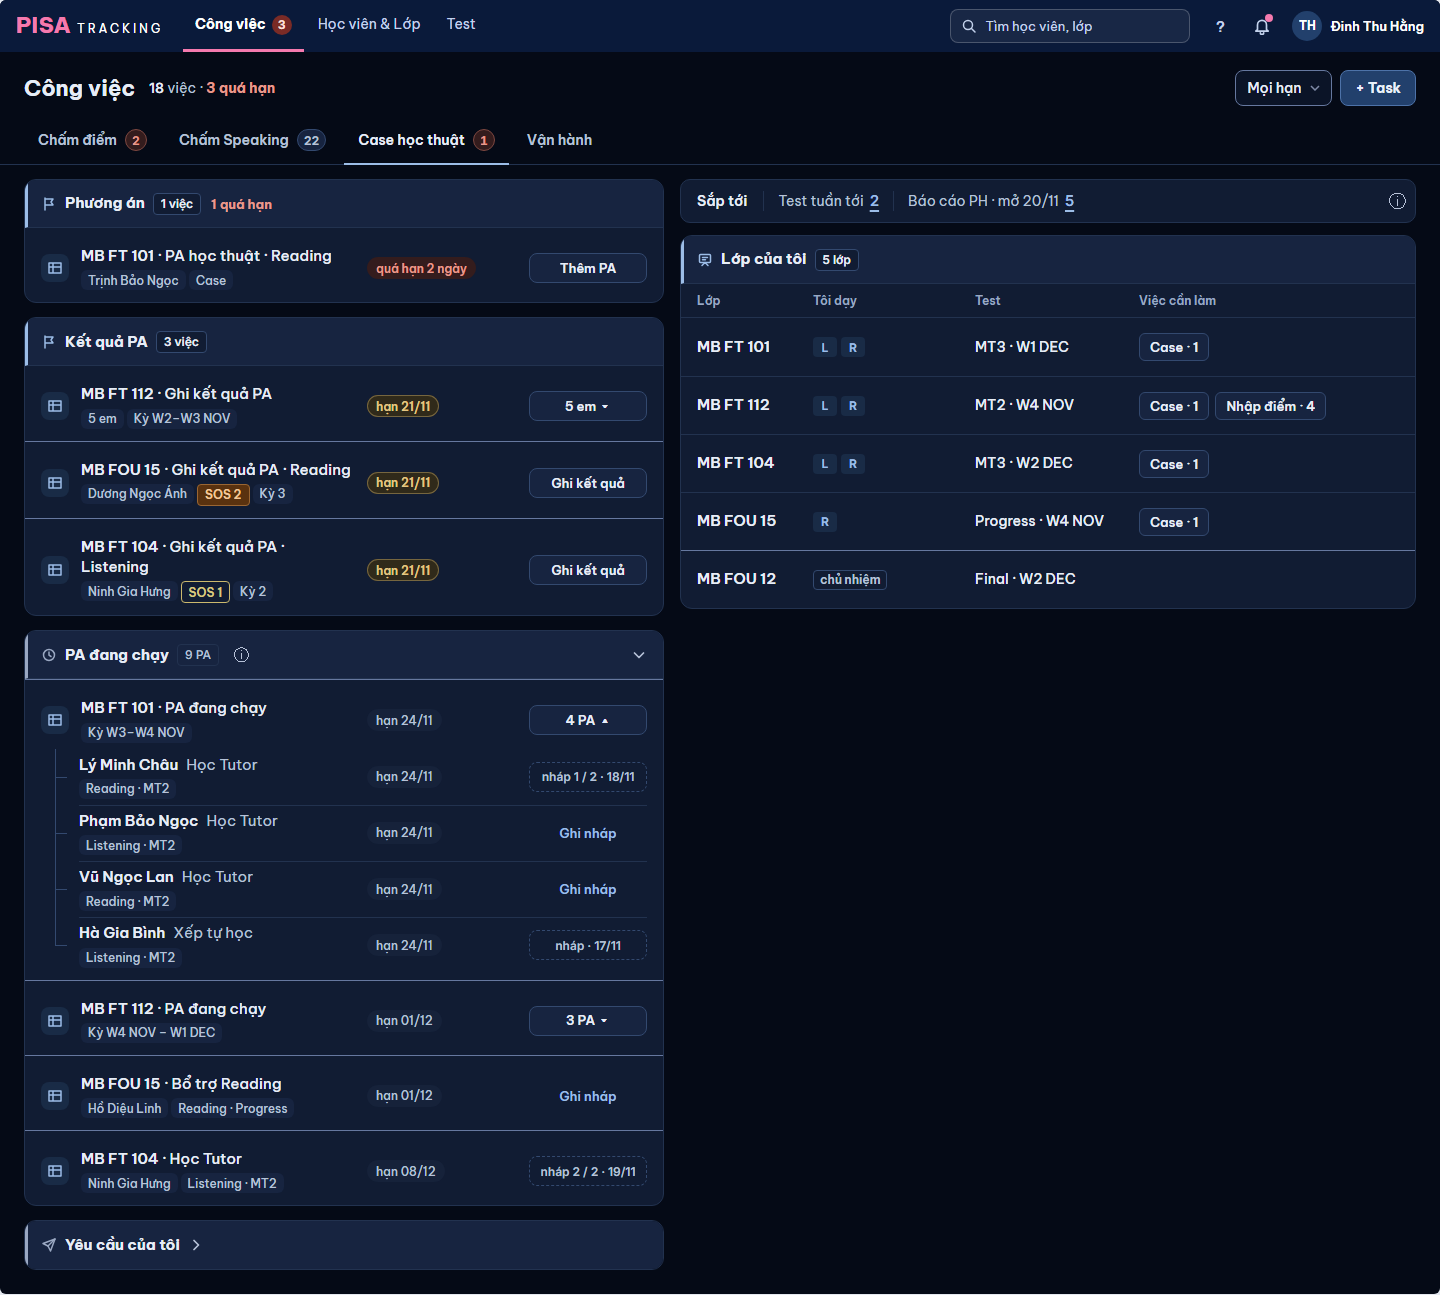 PISA TRACKING
Công việc 3
Học viên & Lớp
Test
Tìm học viên, lớp
?
TH
Đinh Thu Hằng
Công việc
18 việc · 3 quá hạn
Mọi hạn
+ Task
Chấm điểm 2
Chấm Speaking 22
Case học thuật 1
Vận hành
Phương án 1 việc 1 quá hạn
MB FT 101 · PA học thuật · Reading
Trịnh Bảo Ngọc Case
quá hạn 2 ngày
Thêm PA
Kết quả PA 3 việc
MB FT 112 · Ghi kết quả PA
5 em Kỳ W2–W3 NOV
hạn 21/11
5 em
MB FOU 15 · Ghi kết quả PA · Reading
Dương Ngọc Ánh SOS 2 Kỳ 3
hạn 21/11
Ghi kết quả
MB FT 104 · Ghi kết quả PA ·
Listening
Ninh Gia Hưng SOS 1 Kỳ 2
hạn 21/11
Ghi kết quả
PA đang chạy 9 PA
MB FT 101 · PA đang chạy
Kỳ W3–W4 NOV
hạn 24/11
4 PA
Lý Minh Châu Học Tutor
Reading · MT2
hạn 24/11
nháp 1 / 2 · 18/11
Phạm Bảo Ngọc Học Tutor
Listening · MT2
hạn 24/11
Ghi nháp
Vũ Ngọc Lan Học Tutor
Reading · MT2
hạn 24/11
Ghi nháp
Hà Gia Bình Xếp tự học
Listening · MT2
hạn 24/11
nháp · 17/11
MB FT 112 · PA đang chạy
Kỳ W4 NOV – W1 DEC
hạn 01/12
3 PA
MB FOU 15 · Bổ trợ Reading
Hồ Diệu Linh Reading · Progress
hạn 01/12
Ghi nháp
MB FT 104 · Học Tutor
Ninh Gia Hưng Listening · MT2
hạn 08/12
nháp 2 / 2 · 19/11
Yêu cầu của tôi
Sắp tới
Test tuần tới 2
Báo cáo PH · mở 20/11 5
Lớp của tôi 5 lớp
Lớp Tôi dạy Test Việc cần làm
MB FT 101 L R MT3 · W1 DEC Case · 1
MB FT 112 L R MT2 · W4 NOV Case · 1 Nhập điểm · 4
MB FT 104 L R MT3 · W2 DEC Case · 1
MB FOU 15 R Progress · W4 NOV Case · 1
MB FOU 12 chủ nhiệm Final · W2 DEC